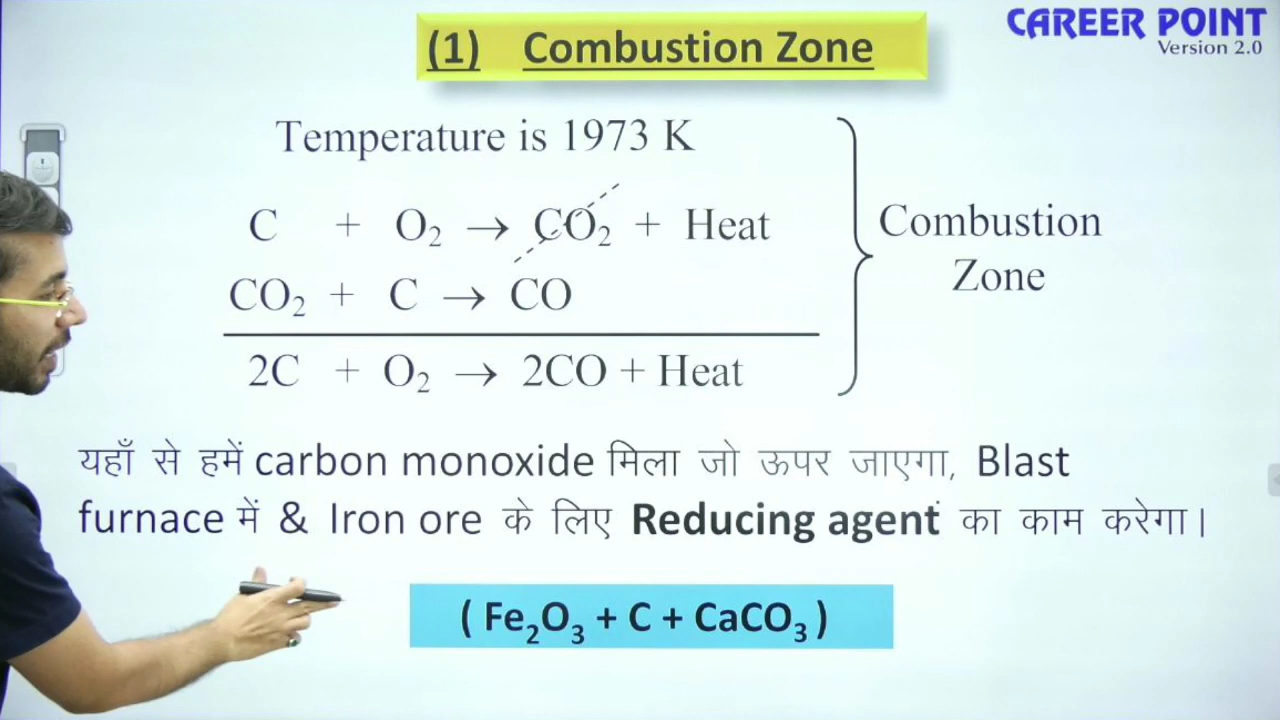 (1) Combustion Zone
CAREER POINT
Version 2.0
Temperature is 1973 K
C + O₂ → CO₂ + Heat
CO₂ + C → CO
2C + O₂ → 2CO + Heat
Combustion
Zone
यहाँ से हमें carbon monoxide मिला जो ऊपर जाएगा, Blast
furnace में & Iron ore के लिए Reducing agent का काम करेगा।
( Fe₂O₃ + C + CaCO₃ )